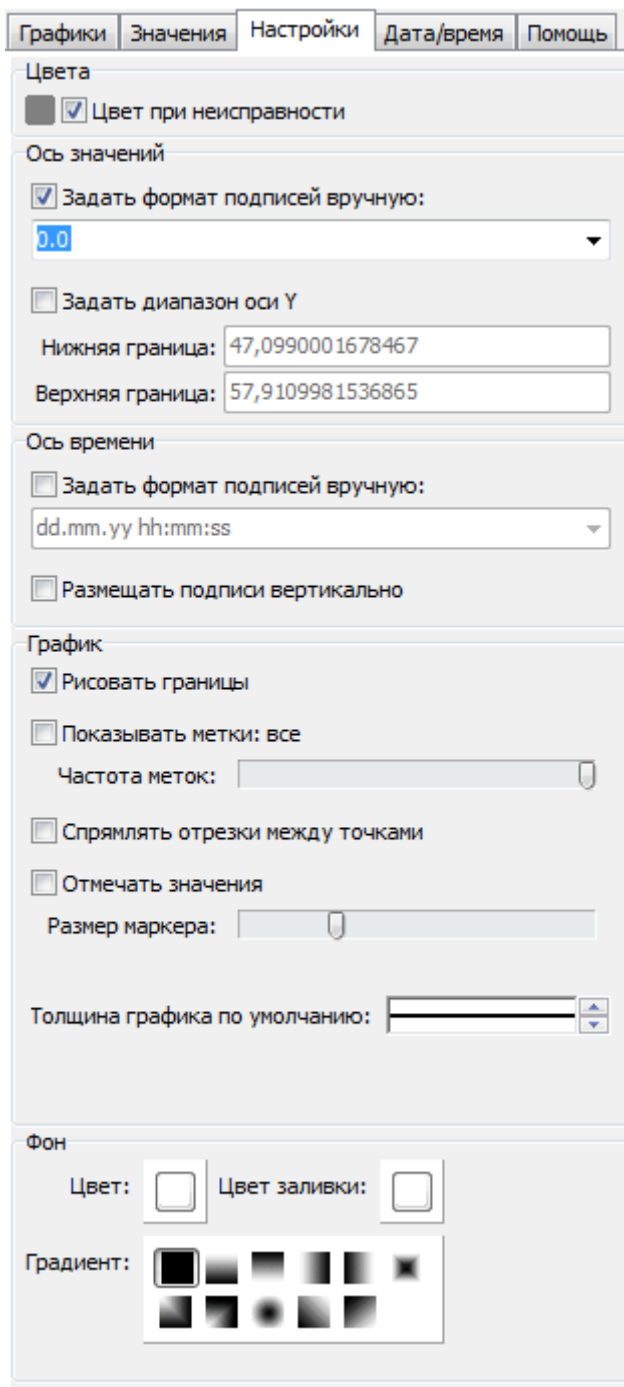 Графики Значения Настройки Дата/время Помощь
Цвета
Цвет при неисправности
Ось значений
Задать формат подписей вручную:
0.0
Задать диапазон оси Y
Нижняя граница: 47,0990001678467
Верхняя граница: 57,9109981536865
Ось времени
Задать формат подписей вручную:
dd.mm.yy hh:mm:ss
Размещать подписи вертикально
График
Рисовать границы
Показывать метки: все
Частота меток:
Спрямлять отрезки между точками
Отмечать значения
Размер маркера:
Толщина графика по умолчанию:
Фон
Цвет: Цвет заливки:
Градиент: